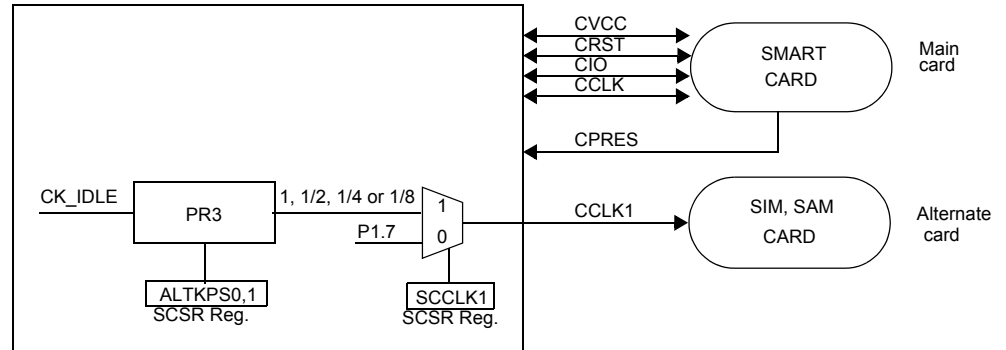 CVCC
CRST
CIO
CCLK
SMART
CARD
Main
card
CPRES
CK_IDLE
PR3
1, 1/2, 1/4 or 1/8
P1.7
1
0
CCLK1
SIM, SAM
CARD
Alternate
card
ALTKPS0,1
SCSR Reg.
SCCLK1
SCSR Reg.